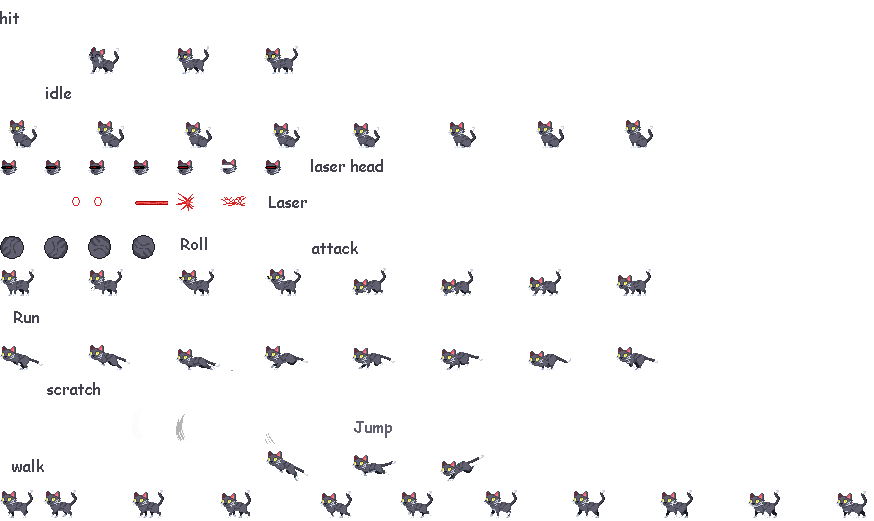 hit
idle
laser head
Laser
Roll
attack
Run
scratch
Jump
walk